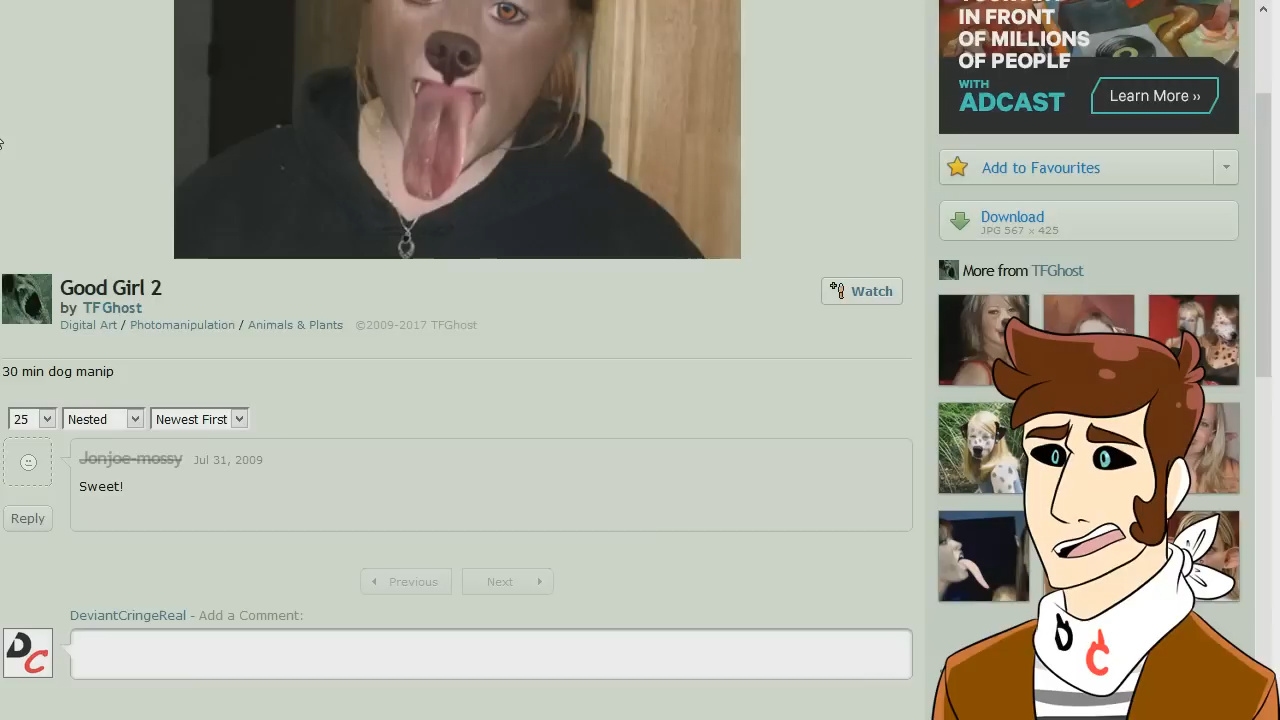 IN FRONT
OF MILLIONS
OF PEOPLE
WITH
ADCAST
Learn More ››
Add to Favourites
Download
JPG 567 × 425
More from TFGhost
Good Girl 2
by TFGhost
Digital Art / Photomanipulation / Animals & Plants ©2009-2017 TFGhost
Watch
30 min dog manip
25 Nested Newest First
Jonjoe-mossy Jul 31, 2009
Sweet!
Reply
Previous Next
DeviantCringeReal - Add a Comment:
DC
D C